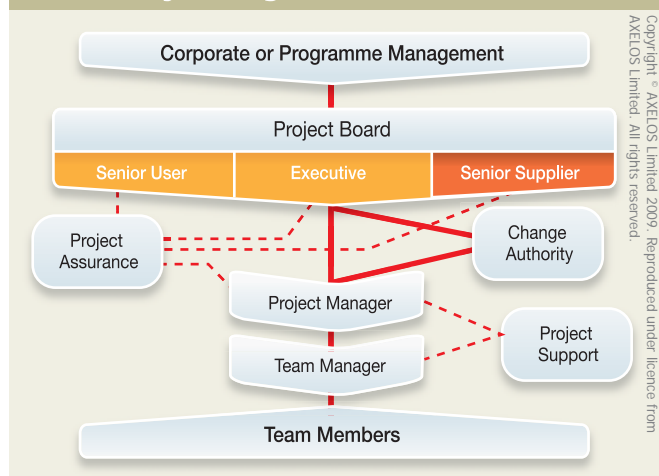 Corporate or Programme Management
Project Board
Senior User
Executive
Senior Supplier
Project
Assurance
Change
Authority
Project Manager
Project
Support
Team Manager
Team Members
Copyright © AXELOS Limited 2009. Reproduced under licence from
AXELOS Limited. All rights reserved.